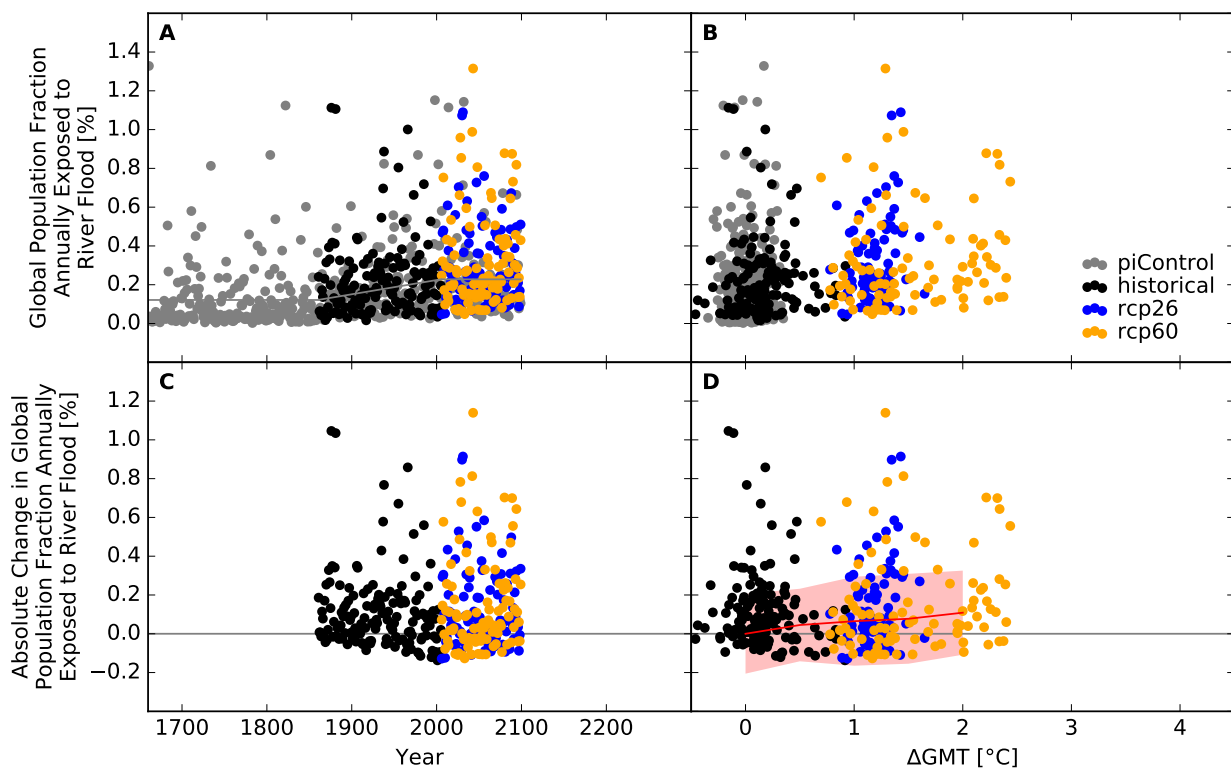 A
B
Global Population Fraction
Annually Exposed to
River Flood [%]
1.4
1.2
1.0
0.8
0.6
0.4
0.2
0.0
piControl
historical
rcp26
rcp60
C
D
Absolute Change in Global
Population Fraction Annually
Exposed to River Flood [%]
1.2
1.0
0.8
0.6
0.4
0.2
0.0
−0.2
1700 1800 1900 2000 2100 2200
0 1 2 3 4
Year
ΔGMT [°C]